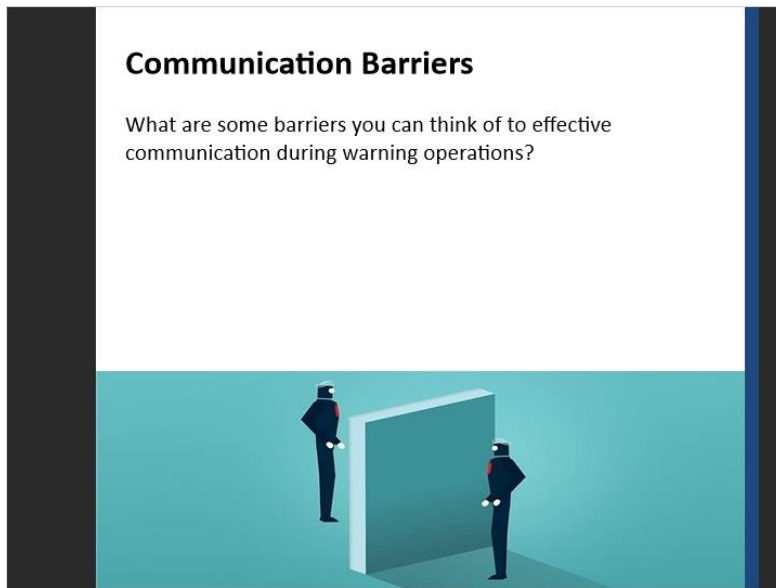 Communication Barriers
What are some barriers you can think of to effective
communication during warning operations?